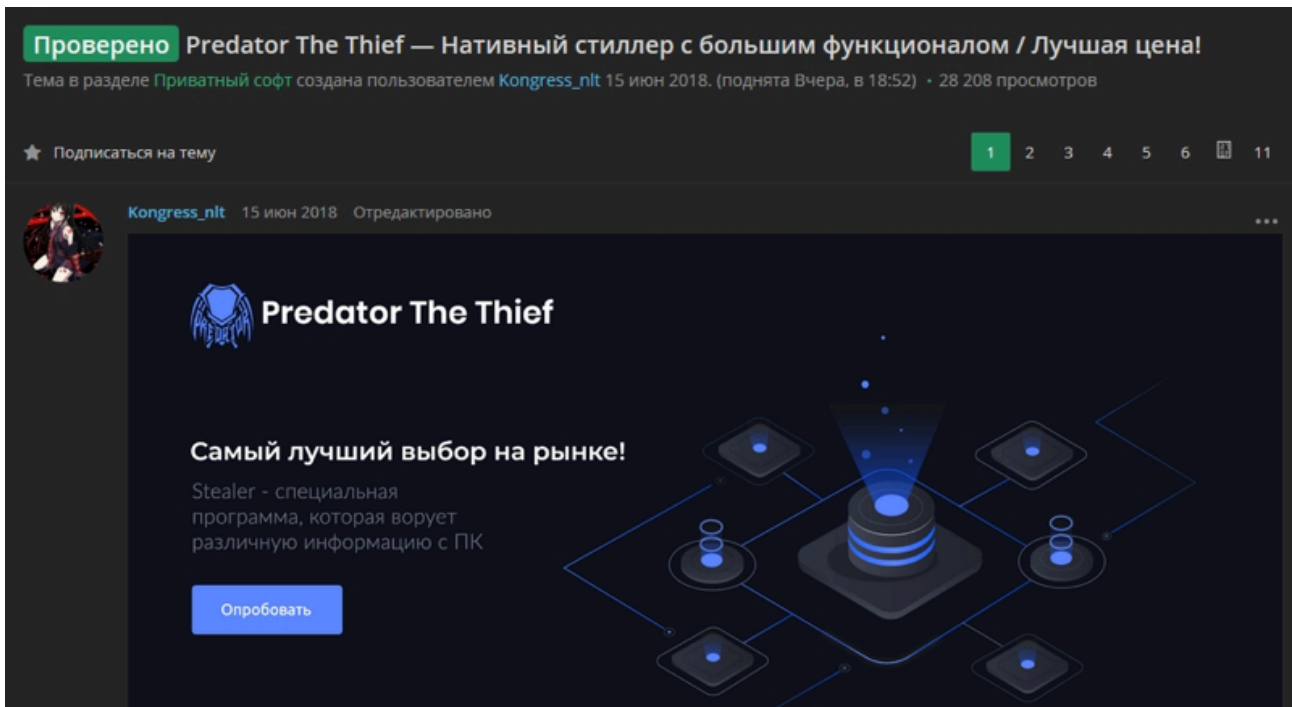 Проверено Predator The Thief — Нативный стиллер с большим функционалом / Лучшая цена!
Тема в разделе Приватный софт создана пользователем Kongress_nlt 15 июн 2018. (поднята Вчера, в 18:52) • 28 208 просмотров
Подписаться на тему
1 2 3 4 5 6 11
Kongress_nlt 15 июн 2018 Отредактировано
PREDATOR
Predator The Thief
Самый лучший выбор на рынке!
Stealer - специальная
программа, которая ворует
различную информацию с ПК
Опробовать